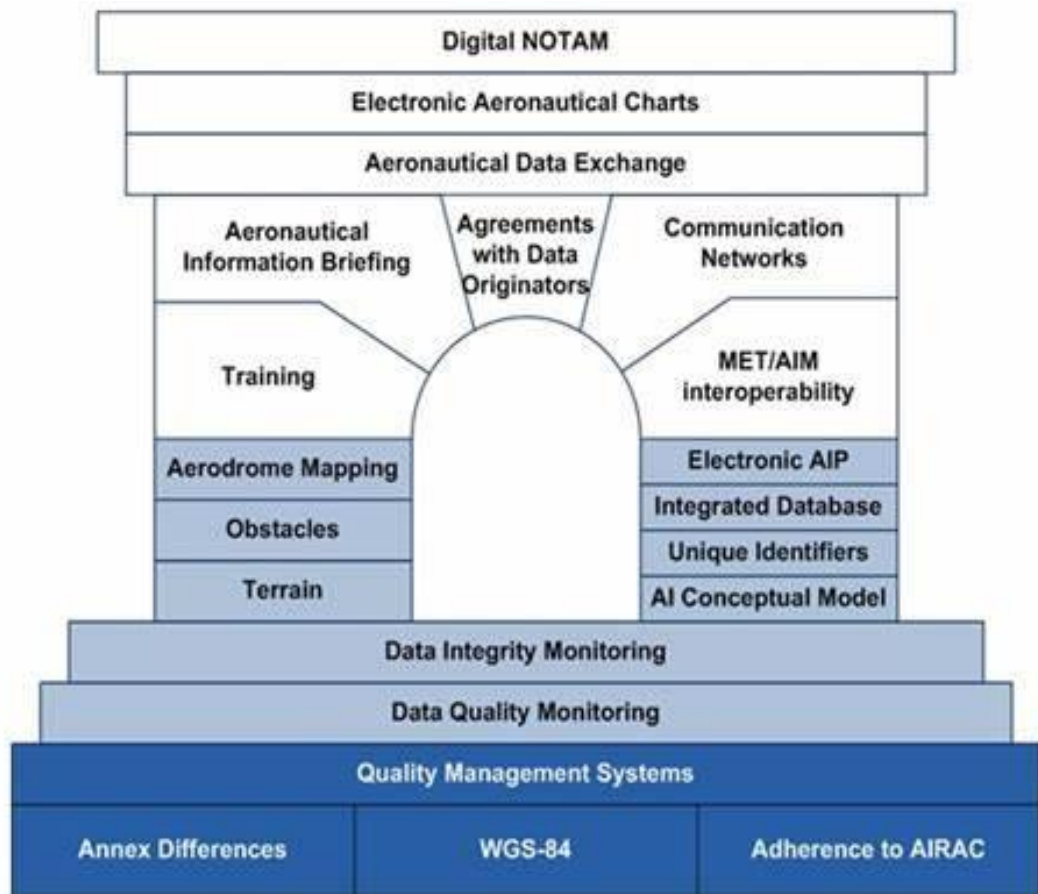 Digital NOTAM
Electronic Aeronautical Charts
Aeronautical Data Exchange
Aeronautical
Information Briefing
Agreements
with Data
Originators
Communication
Networks
Training
MET/AIM
interoperability
Aerodrome Mapping
Obstacles
Terrain
Electronic AIP
Integrated Database
Unique Identifiers
AI Conceptual Model
Data Integrity Monitoring
Data Quality Monitoring
Quality Management Systems
Annex Differences
WGS-84
Adherence to AIRAC